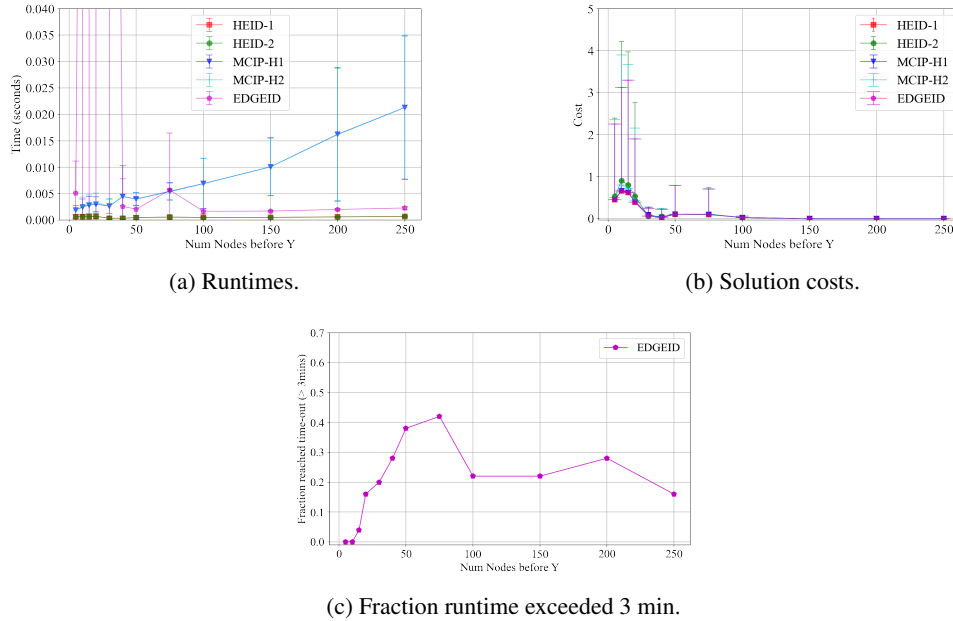 0.040
0.035
0.030
0.025
0.020
0.015
0.010
0.005
0.000
Time (seconds)
HEID-1
HEID-2
MCIP-H1
MCIP-H2
EDGEID
0 50 100 150 200 250
Num Nodes before Y
(a) Runtimes.
5
4
3
2
1
0
Cost
HEID-1
HEID-2
MCIP-H1
MCIP-H2
EDGEID
0 50 100 150 200 250
Num Nodes before Y
(b) Solution costs.
0.7
0.6
0.5
0.4
0.3
0.2
0.1
0.0
Fraction reached time-out (> 3mins)
EDGEID
0 50 100 150 200 250
Num Nodes before Y
(c) Fraction runtime exceeded 3 min.